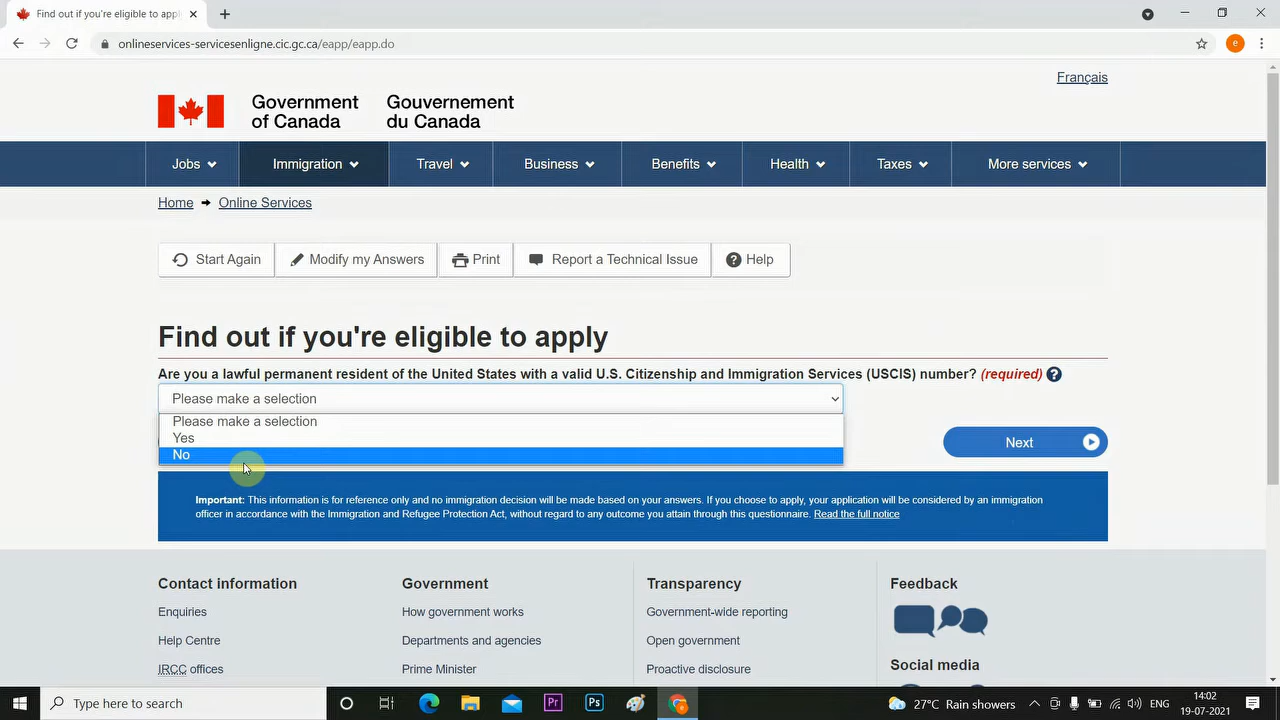 Find out if you're eligible to apply
onlineservices-servicesenligne.cic.gc.ca/eapp/eapp.do
e
Français
Government of Canada
Gouvernement du Canada
Jobs Immigration Travel Business Benefits Health Taxes More services
Home Online Services
Start Again Modify my Answers Print Report a Technical Issue Help
Find out if you're eligible to apply
Are you a lawful permanent resident of the United States with a valid U.S. Citizenship and Immigration Services (USCIS) number? (required)
Please make a selection
Please make a selection
Yes
No
Next
Important: This information is for reference only and no immigration decision will be made based on your answers. If you choose to apply, your application will be considered by an immigration
officer in accordance with the Immigration and Refugee Protection Act, without regard to any outcome you attain through this questionnaire. Read the full notice
Contact information
Enquiries
Help Centre
IRCC offices
Government
How government works
Departments and agencies
Prime Minister
Transparency
Government-wide reporting
Open government
Proactive disclosure
Feedback
Social media
Type here to search
Pr
Ps
27°C Rain showers
ENG
14:02
19-07-2021